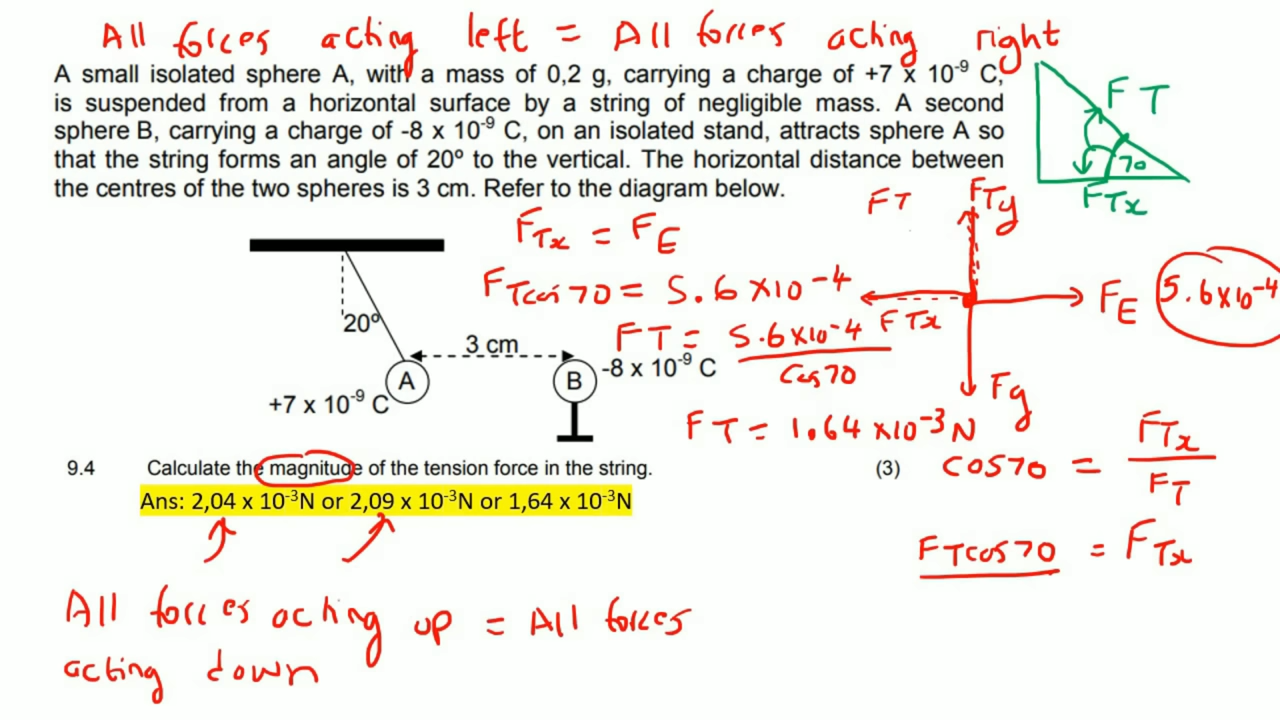 All forces acting left = All forces acting right
A small isolated sphere A, with a mass of 0,2 g, carrying a charge of +7 x 10⁻⁹ C,
is suspended from a horizontal surface by a string of negligible mass. A second
sphere B, carrying a charge of -8 x 10⁻⁹ C, on an isolated stand, attracts sphere A so
that the string forms an angle of 20º to the vertical. The horizontal distance between
the centres of the two spheres is 3 cm. Refer to the diagram below.
FT
70
FTx
FTx = FE
FTcos70 = 5.6x10⁻⁴
FT = 5.6x10⁻⁴
cos70
FT = 1.64x10⁻³N
FT
FTy
FTx
FE
5.6x10⁻⁴
Fg
20º
3 cm
A
B
-8 x 10⁻⁹ C
+7 x 10⁻⁹ C
9.4 Calculate the magnitude of the tension force in the string. (3)
Ans: 2,04 x 10⁻³N or 2,09 x 10⁻³N or 1,64 x 10⁻³N
cos70 = FTx
FT
FTcos70 = FTx
All forces acting up = All forces
acting down